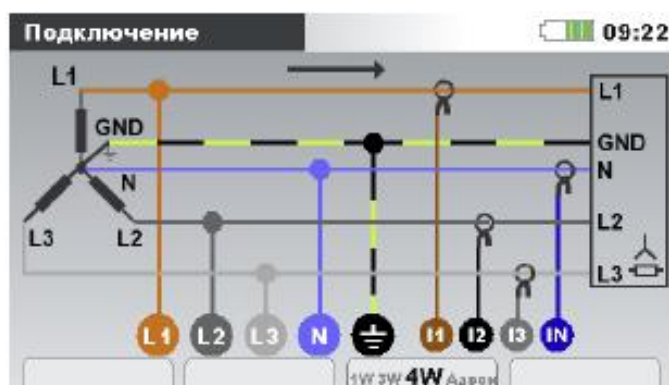 Подключение 09:22
L1 L1
GND GND
N N
L3 L2 L2
L3
L1 L2 L3 N I1 I2 I3 IN
1W 3W 4W Аарон